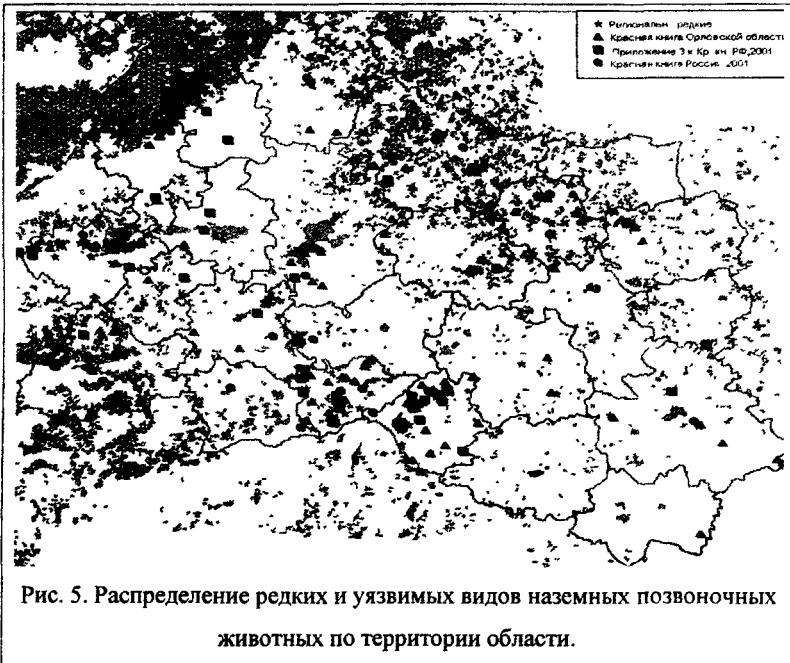 Регионально редкие
Красная книга Орловской области
Приложение 3 к Кр. кн. РФ,2001
Красная книга России 2001
Рис. 5. Распределение редких и уязвимых видов наземных позвоночных
животных по территории области.